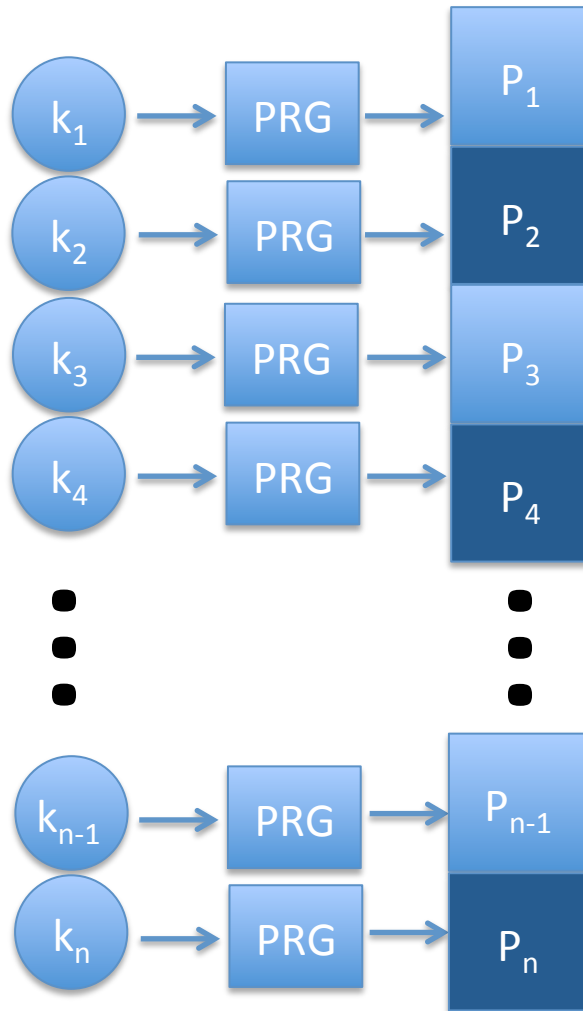 k₁ PRG P₁
k₂ PRG P₂
k₃ PRG P₃
k₄ PRG P₄
kₙ₋₁ PRG Pₙ₋₁
kₙ PRG Pₙ